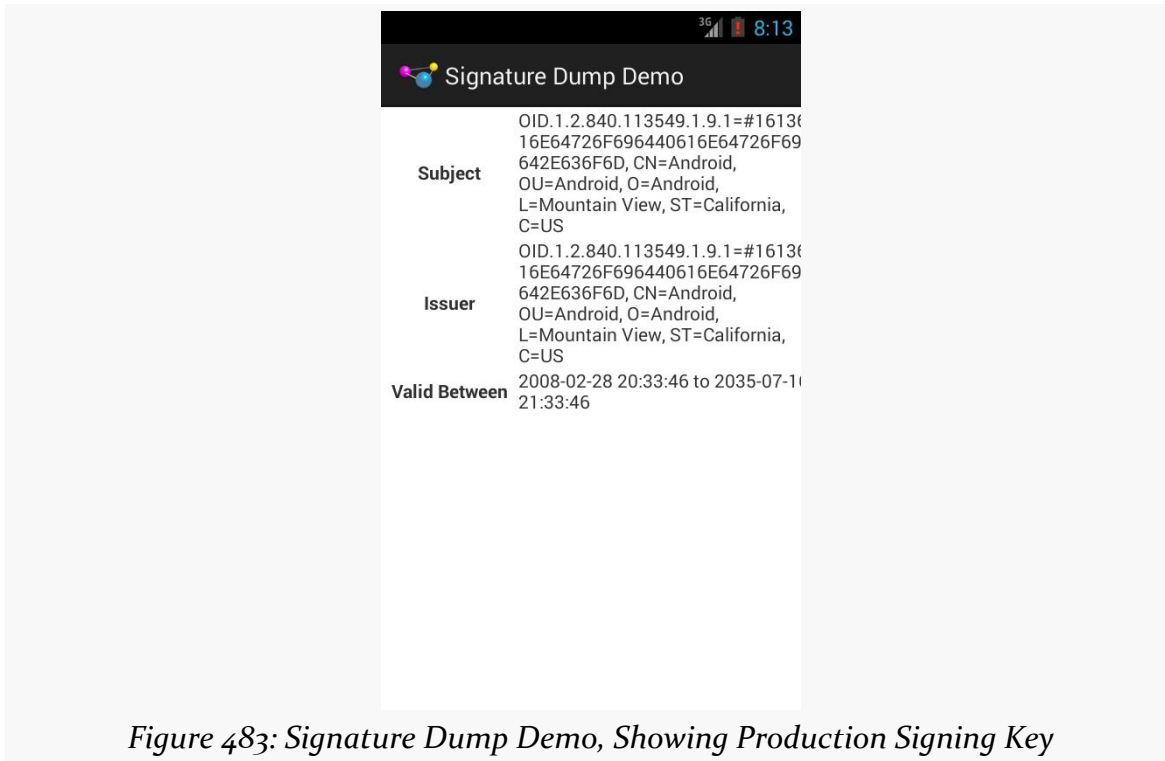 3G 8:13
Signature Dump Demo
Subject
OID.1.2.840.113549.1.9.1=#16136
16E64726F696440616E64726F69
642E636F6D, CN=Android,
OU=Android, O=Android,
L=Mountain View, ST=California,
C=US
Issuer
OID.1.2.840.113549.1.9.1=#16136
16E64726F696440616E64726F69
642E636F6D, CN=Android,
OU=Android, O=Android,
L=Mountain View, ST=California,
C=US
Valid Between
2008-02-28 20:33:46 to 2035-07-16
21:33:46
Figure 483: Signature Dump Demo, Showing Production Signing Key